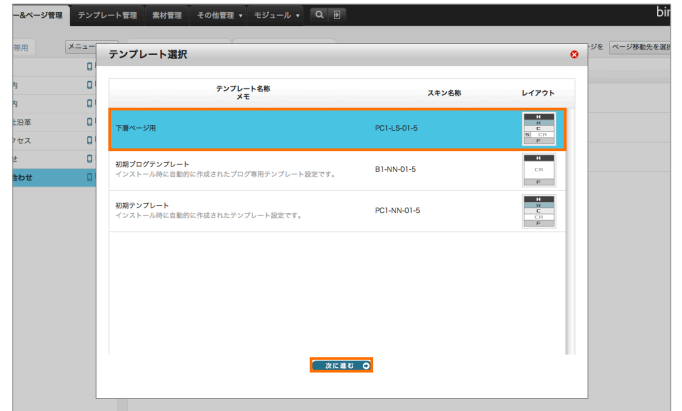 ー&ページ管理 テンプレート管理 素材管理 その他管理 ▼ モジュール ▼
bin
帯用 メニュー
ジを ページ移動先を選択
テンプレート選択
テンプレート名称
メモ
スキン名称 レイアウト
下層ページ用 PC1-LS-01-5
H
H
C
N CH
F
初期ブログテンプレート
インストール時に自動的に作成されたブログ専用テンプレート設定です。
B1-NN-01-5
H
CH
F
初期テンプレート
インストール時に自動的に作成されたテンプレート設定です。
PC1-NN-01-5
H
H
C
CH
F
内
内
沿革
クセス
せ
合わせ
次に進む